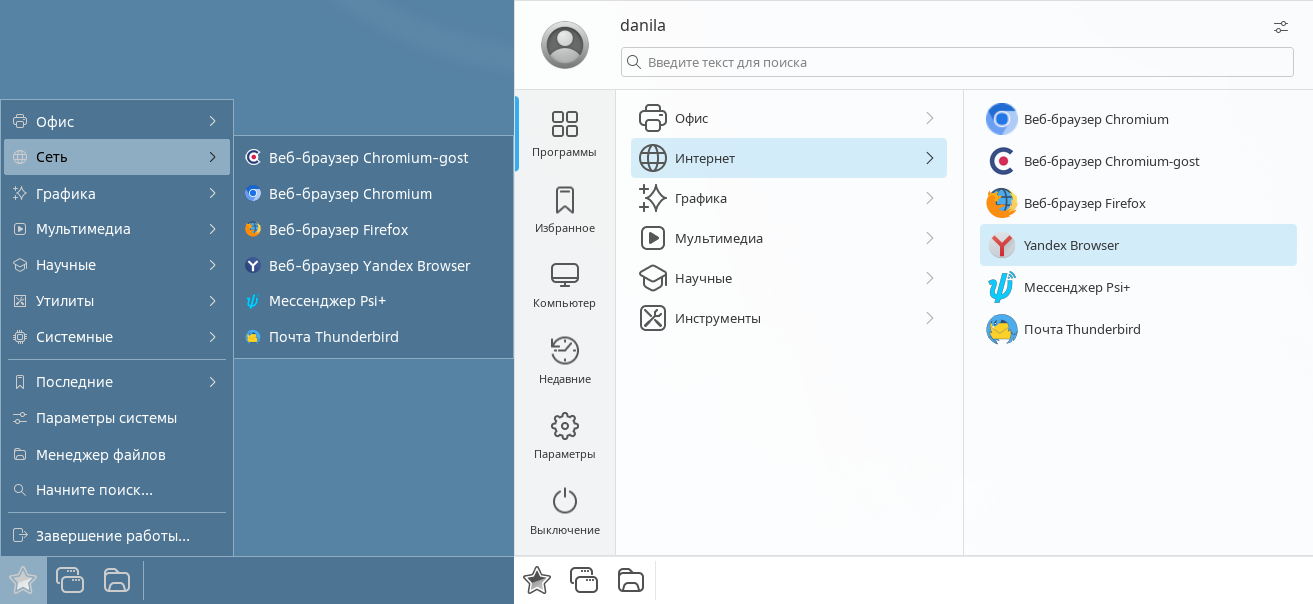 Офис
Сеть
Графика
Мультимедиа
Научные
Утилиты
Системные
Последние
Параметры системы
Менеджер файлов
Начните поиск...
Завершение работы...
Веб-браузер Chromium-gost
Веб-браузер Chromium
Веб-браузер Firefox
Веб-браузер Yandex Browser
Мессенджер Psi+
Почта Thunderbird
danila
Введите текст для поиска
Программы
Избранное
Компьютер
Недавние
Параметры
Выключение
Офис
Интернет
Графика
Мультимедиа
Научные
Инструменты
Веб-браузер Chromium
Веб-браузер Chromium-gost
Веб-браузер Firefox
Yandex Browser
Мессенджер Psi+
Почта Thunderbird